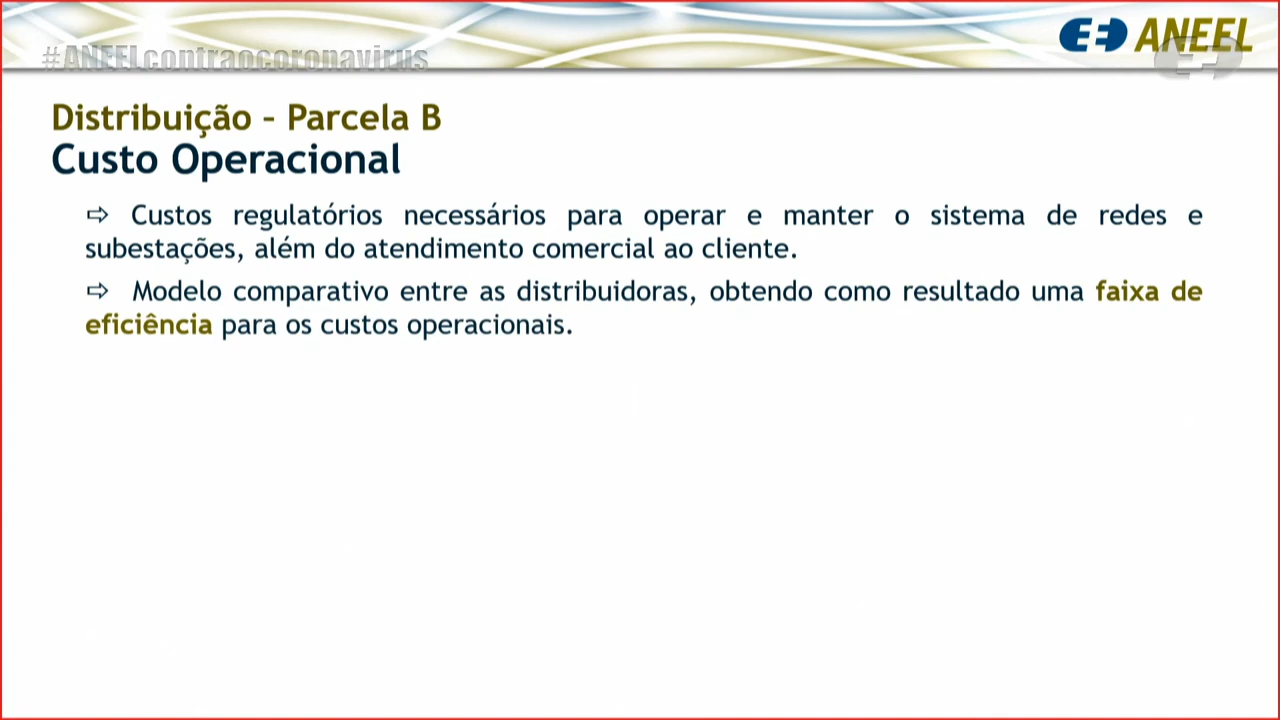 #ANEELcontraocoronavirus
ANEEL
Distribuição – Parcela B
Custo Operacional
⇨ Custos regulatórios necessários para operar e manter o sistema de redes e
subestações, além do atendimento comercial ao cliente.
⇨ Modelo comparativo entre as distribuidoras, obtendo como resultado uma faixa de
eficiência para os custos operacionais.